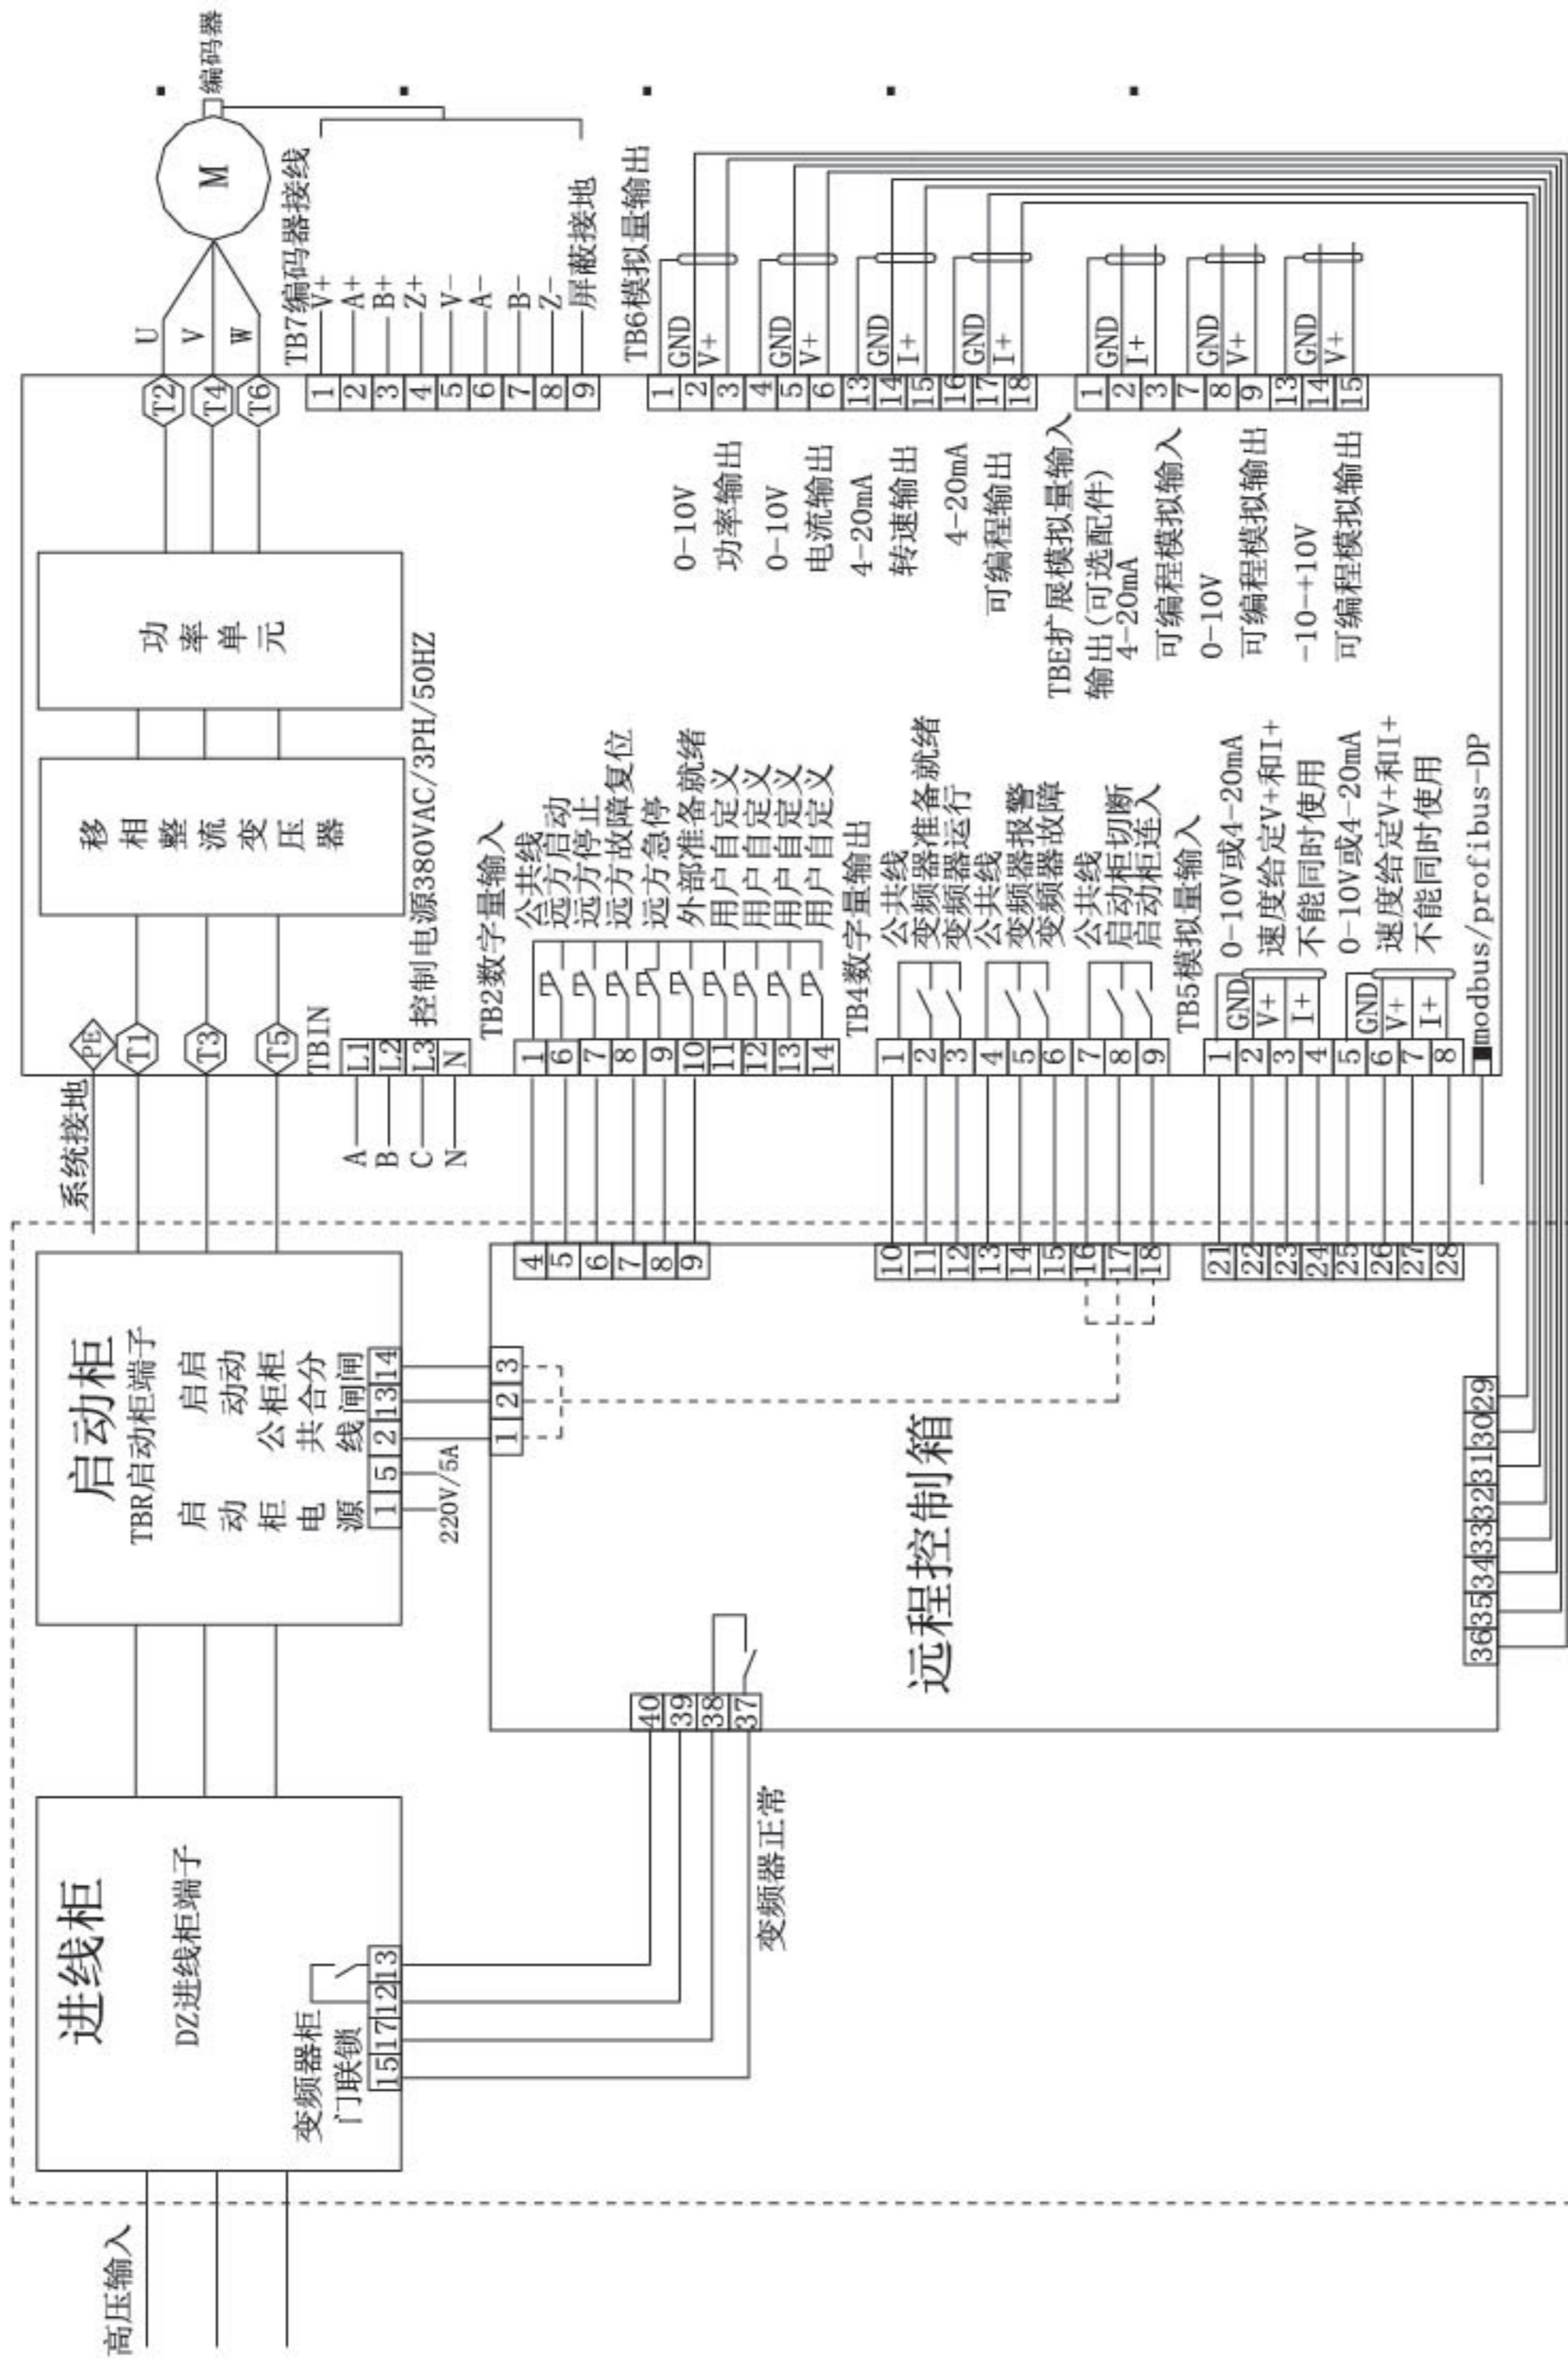 高压输入
进线柜
DZ进线柜端子
变频器柜
门联锁
15 17 12 13
变频器正常
启动柜
TBR启动柜端子
启动柜电源
公共线
启动柜合闸
启动柜分闸
1 5 2 13 14
220V/5A
远程控制箱
1 2 3
40
39
38
37
4
5
6
7
8
9
10
11
12
13
14
15
16
17
18
21
22
23
24
25
26
27
28
36 35 34 33 32 31 30 29
系统接地
PE
T1
T3
T5
移相整流变压器
功率单元
T2 U
T4 V
T6 W
M
编码器
TBIN
A L1
B L2
C L3
N N
控制电源380VAC/3PH/50HZ
TB2数字量输入
1 公共线
6 远方启动
7 远方停止
8 远方故障复位
9 远方急停
10 外部准备就绪
11 用户自定义
12 用户自定义
13 用户自定义
14 用户自定义
TB4数字量输出
1 公共线
2 变频器准备就绪
3 变频器运行
4 公共线
5 变频器报警
6 变频器故障
7 公共线
8 启动柜切断
9 启动柜连入
TB5模拟量输入
1 GND
2 V+
3 I+
4
0-10V或4-20mA
速度给定V+和I+
不能同时使用
5 GND
6 V+
7 I+
8
0-10V或4-20mA
速度给定V+和I+
不能同时使用
modbus/profibus-DP
TB7编码器接线
1 V+
2 A+
3 B+
4 Z+
5 V-
6 A-
7 B-
8 Z-
9 屏蔽接地
TB6模拟量输出
0-10V
功率输出
1 GND
2 V+
3
0-10V
电流输出
4 GND
5 V+
6
4-20mA
转速输出
13 GND
14 I+
15
4-20mA
可编程输出
16 GND
17 I+
18
TBE扩展模拟量输入
输出(可选配件)
4-20mA
可编程模拟输入
1 GND
2 I+
3
0-10V
可编程模拟输出
7 GND
8 V+
9
-10-+10V
可编程模拟输出
13 GND
14 V+
15